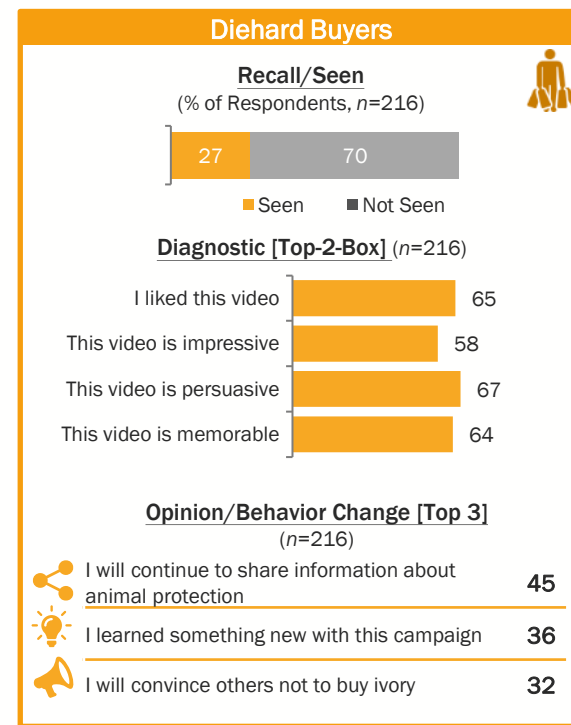 Diehard Buyers
Recall/Seen
(% of Respondents, n=216)
27 70
Seen Not Seen
Diagnostic [Top-2-Box] (n=216)
I liked this video 65
This video is impressive 58
This video is persuasive 67
This video is memorable 64
Opinion/Behavior Change [Top 3]
(n=216)
I will continue to share information about
animal protection 45
I learned something new with this campaign 36
I will convince others not to buy ivory 32